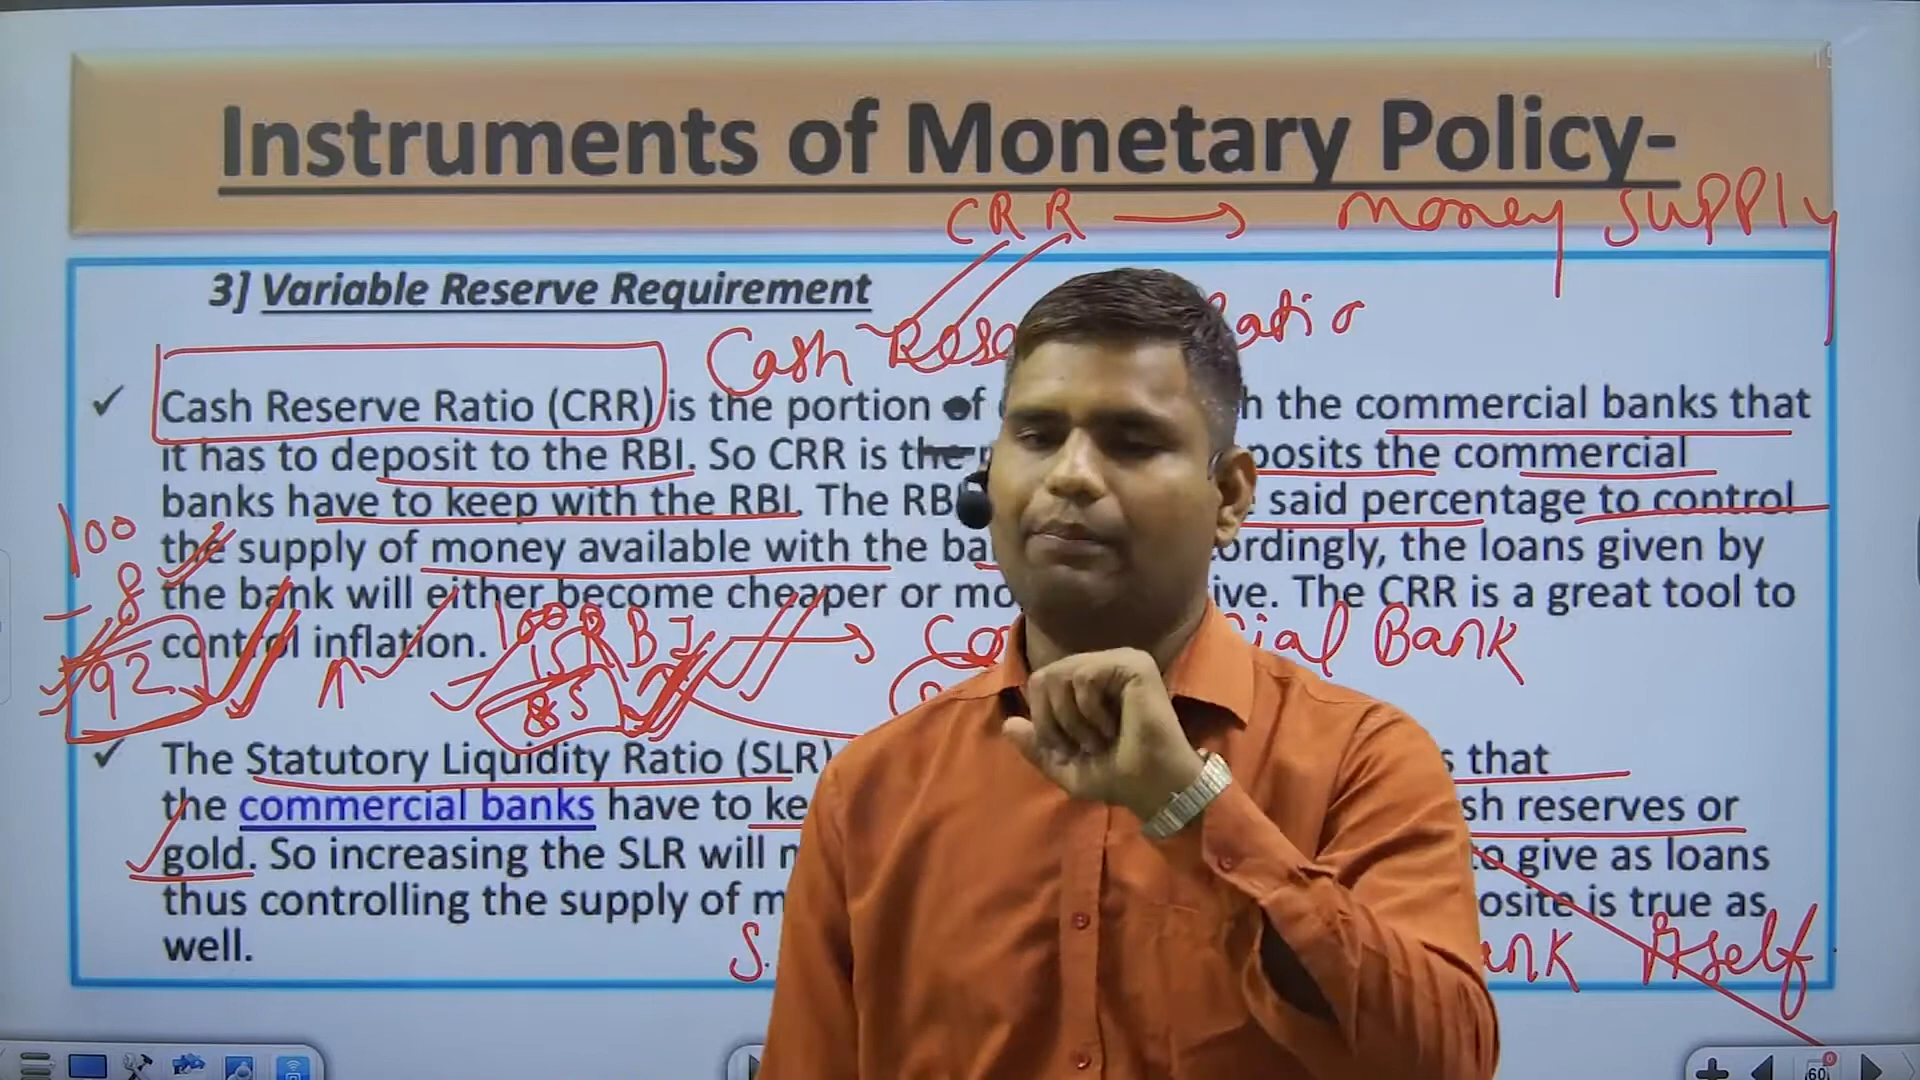 Instruments of Monetary Policy-
CRR → Money Supply
3] Variable Reserve Requirement
Cash Rese atio
✓ Cash Reserve Ratio (CRR) is the portion of h the commercial banks that
it has to deposit to the RBI. So CRR is the posits the commercial
banks have to keep with the RBI. The RB said percentage to control
100
the supply of money available with the ba ordingly, the loans given by
- 8
the bank will either become cheaper or mo ive. The CRR is a great tool to
control inflation.
92
100
15
85
RBI → Co ial Bank
✓ The Statutory Liquidity Ratio (SLR) s that
the commercial banks have to ke sh reserves or
gold. So increasing the SLR will m to give as loans
thus controlling the supply of m osite is true as
well.
S. ank Itself
60